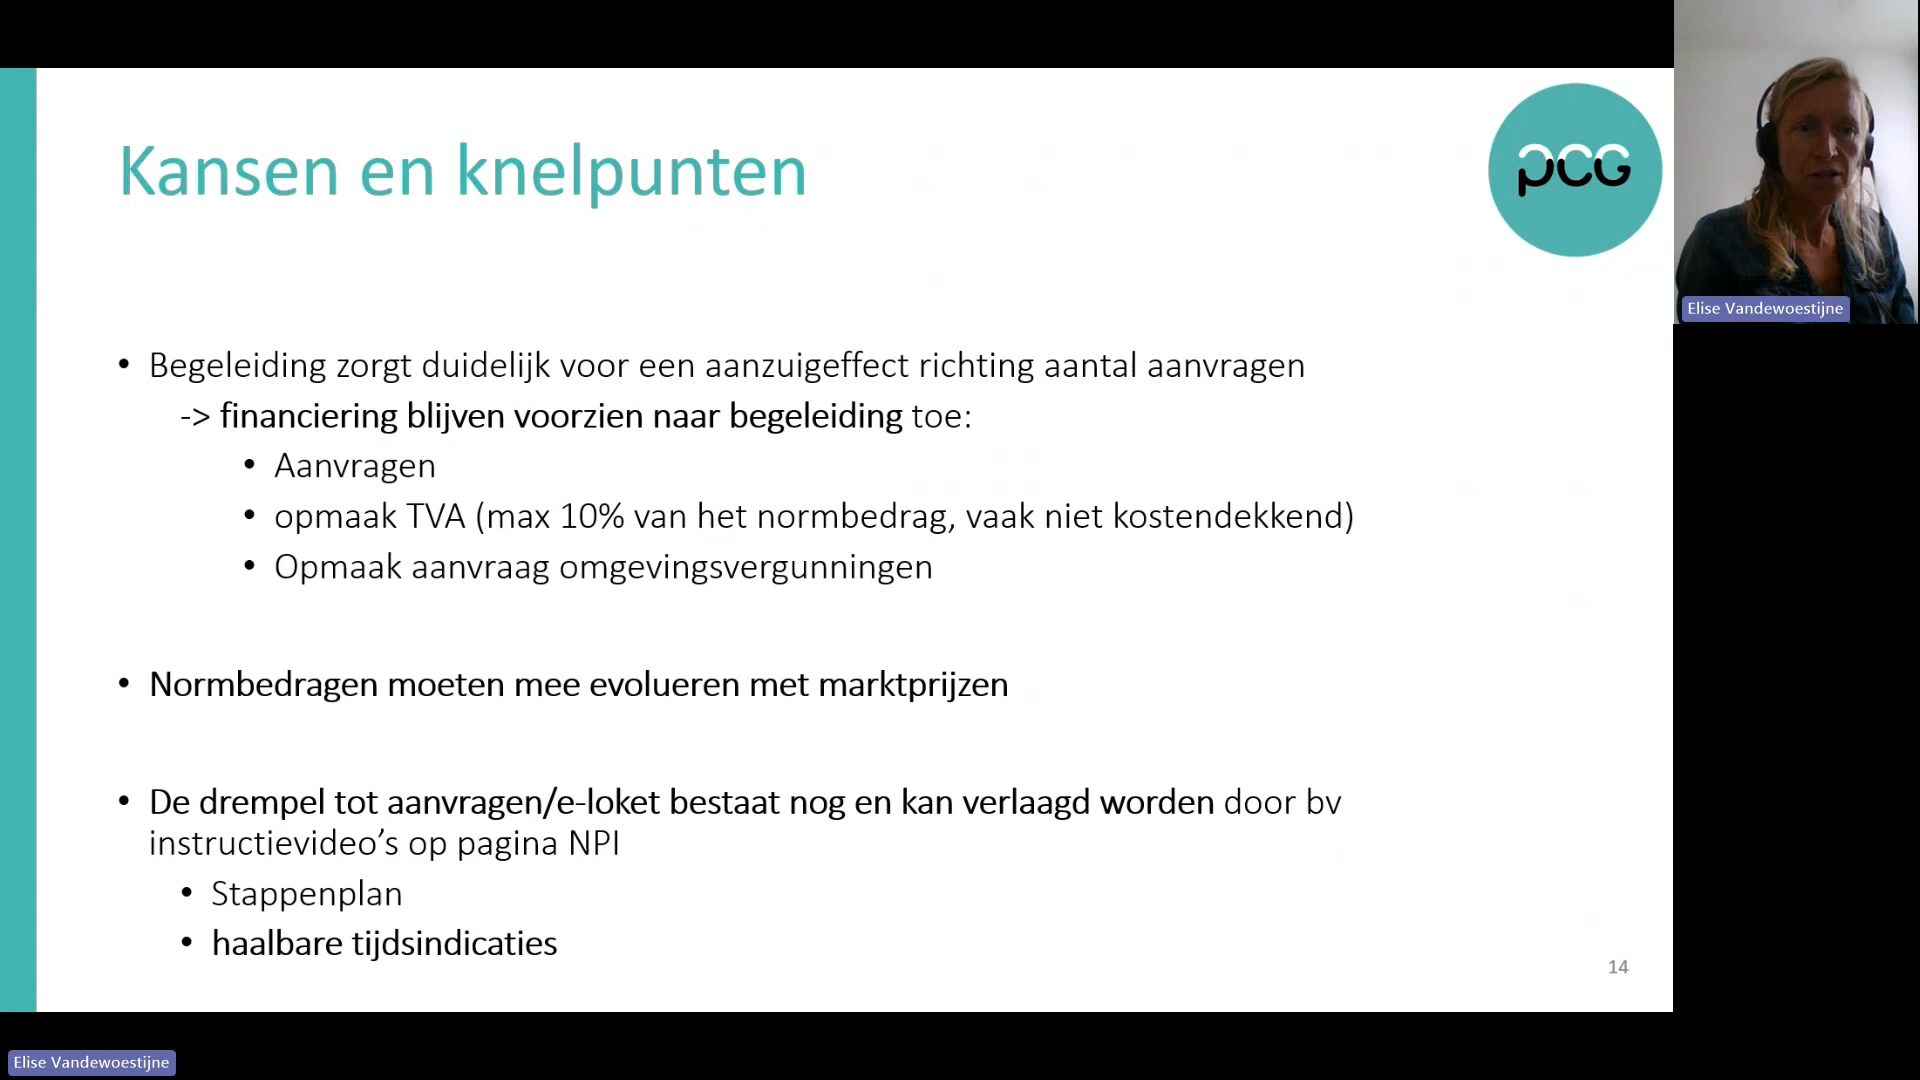 Kansen en knelpunten
pcG
Elise Vandewoestijne
• Begeleiding zorgt duidelijk voor een aanzuigeffect richting aantal aanvragen
-> financiering blijven voorzien naar begeleiding toe:
• Aanvragen
• opmaak TVA (max 10% van het normbedrag, vaak niet kostendekkend)
• Opmaak aanvraag omgevingsvergunningen
• Normbedragen moeten mee evolueren met marktprijzen
• De drempel tot aanvragen/e-loket bestaat nog en kan verlaagd worden door bv
instructievideo’s op pagina NPI
• Stappenplan
• haalbare tijdsindicaties
14
Elise Vandewoestijne